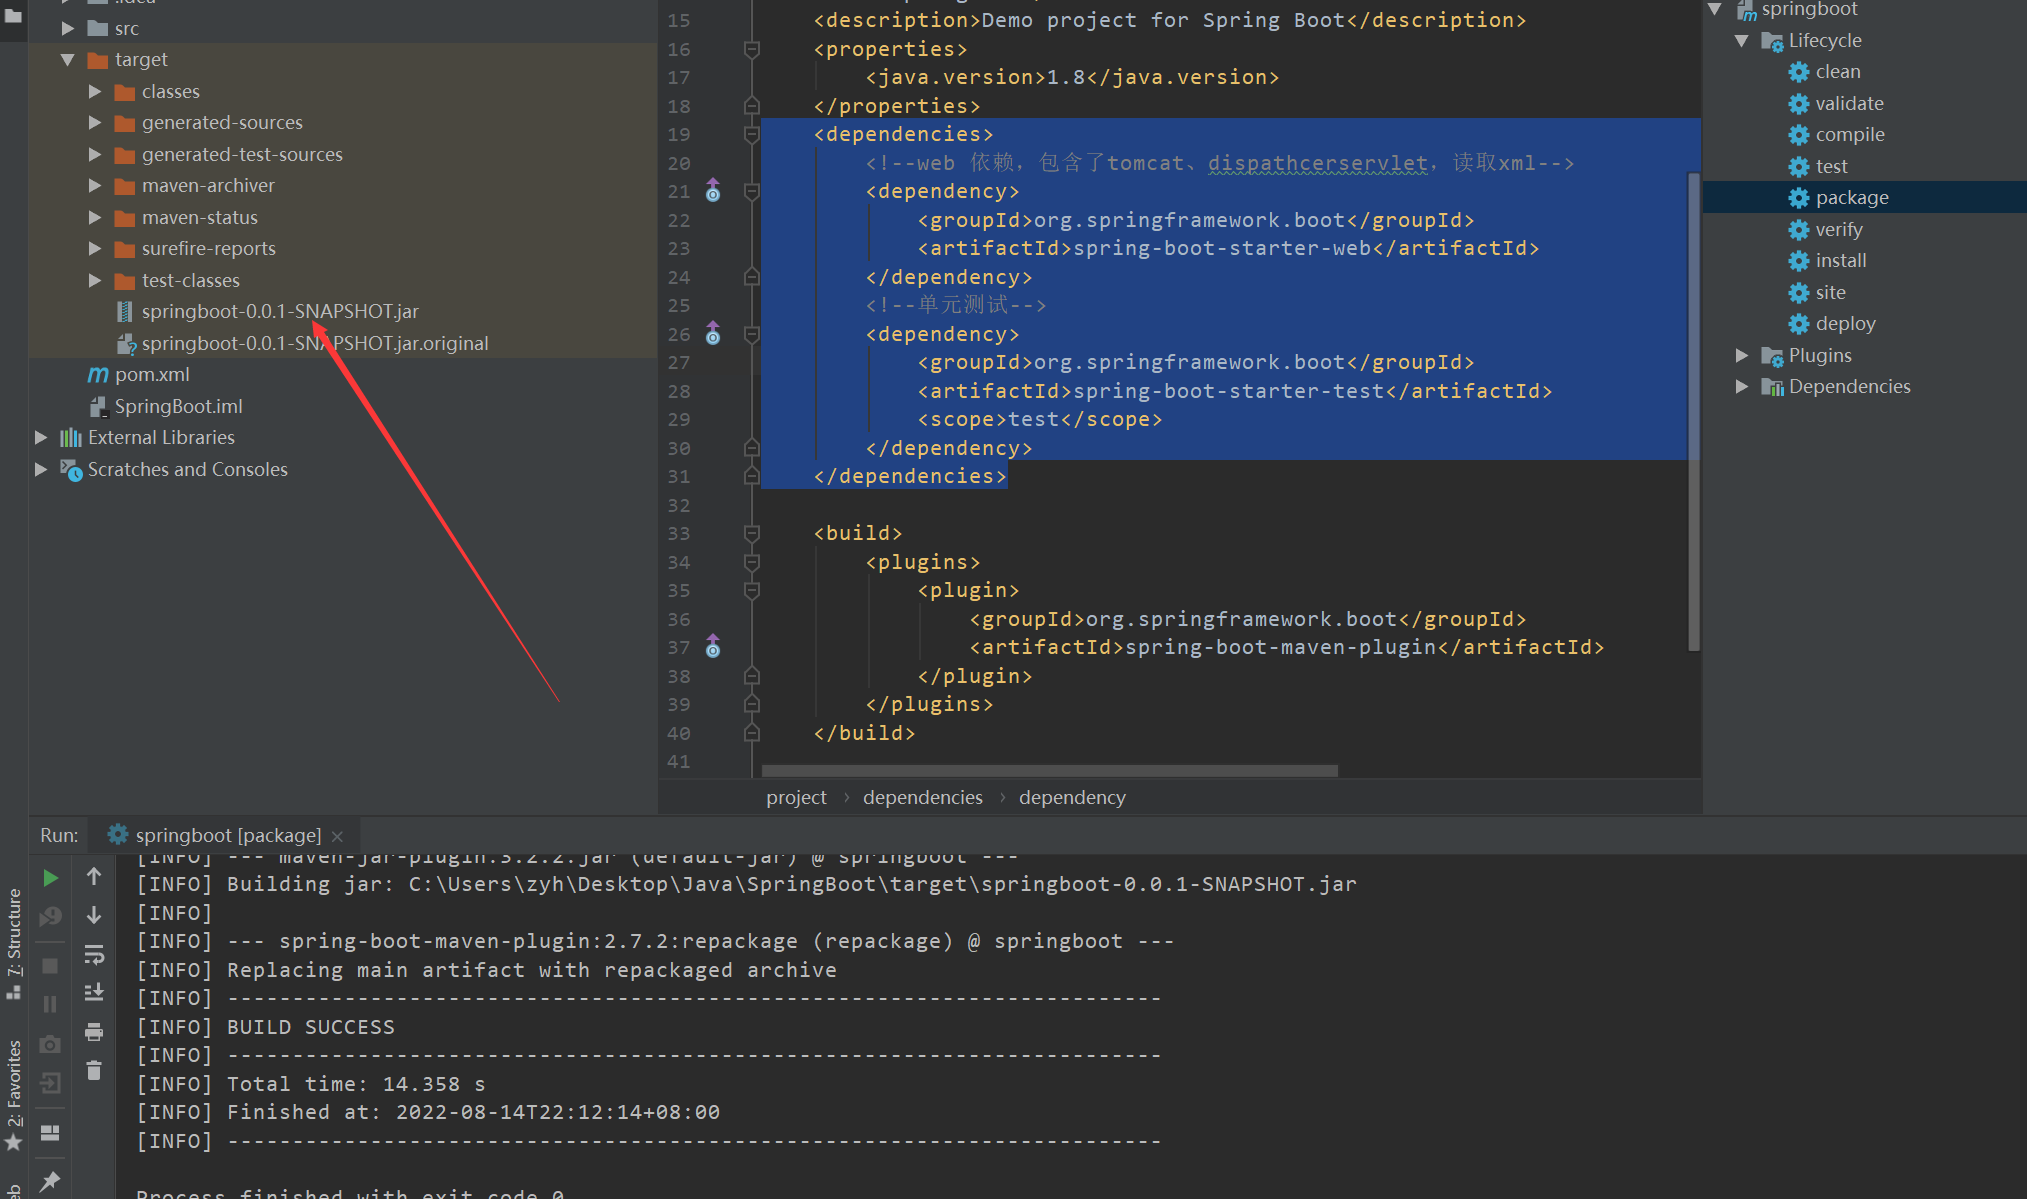 .idea
src
target
classes
generated-sources
generated-test-sources
maven-archiver
maven-status
surefire-reports
test-classes
springboot-0.0.1-SNAPSHOT.jar
springboot-0.0.1-SNAPSHOT.jar.original
pom.xml
SpringBoot.iml
External Libraries
Scratches and Consoles
15 <description>Demo project for Spring Boot</description>
16 <properties>
17 <java.version>1.8</java.version>
18 </properties>
19 <dependencies>
20 <!--web 依赖，包含了tomcat、dispathcerservlet，读取xml-->
21 <dependency>
22 <groupId>org.springframework.boot</groupId>
23 <artifactId>spring-boot-starter-web</artifactId>
24 </dependency>
25 <!--单元测试-->
26 <dependency>
27 <groupId>org.springframework.boot</groupId>
28 <artifactId>spring-boot-starter-test</artifactId>
29 <scope>test</scope>
30 </dependency>
31 </dependencies>
32
33 <build>
34 <plugins>
35 <plugin>
36 <groupId>org.springframework.boot</groupId>
37 <artifactId>spring-boot-maven-plugin</artifactId>
38 </plugin>
39 </plugins>
40 </build>
41
project › dependencies › dependency
springboot
Lifecycle
clean
validate
compile
test
package
verify
install
site
deploy
Plugins
Dependencies
Run: springboot [package]
[INFO] --- maven-jar-plugin:3.2.2:jar (default-jar) @ springboot ---
[INFO] Building jar: C:\Users\zyh\Desktop\Java\SpringBoot\target\springboot-0.0.1-SNAPSHOT.jar
[INFO]
[INFO] --- spring-boot-maven-plugin:2.7.2:repackage (repackage) @ springboot ---
[INFO] Replacing main artifact with repackaged archive
[INFO] ------------------------------------------------------------------------
[INFO] BUILD SUCCESS
[INFO] ------------------------------------------------------------------------
[INFO] Total time: 14.358 s
[INFO] Finished at: 2022-08-14T22:12:14+08:00
[INFO] ------------------------------------------------------------------------
Process finished with exit code 0
7: Structure
2: Favorites